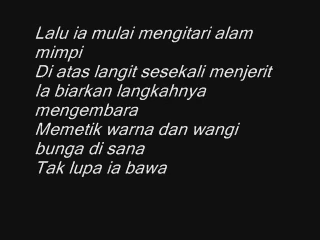 Lalu ia mulai mengitari alam
mimpi
Di atas langit sesekali menjerit
Ia biarkan langkahnya
mengembara
Memetik warna dan wangi
bunga di sana
Tak lupa ia bawa